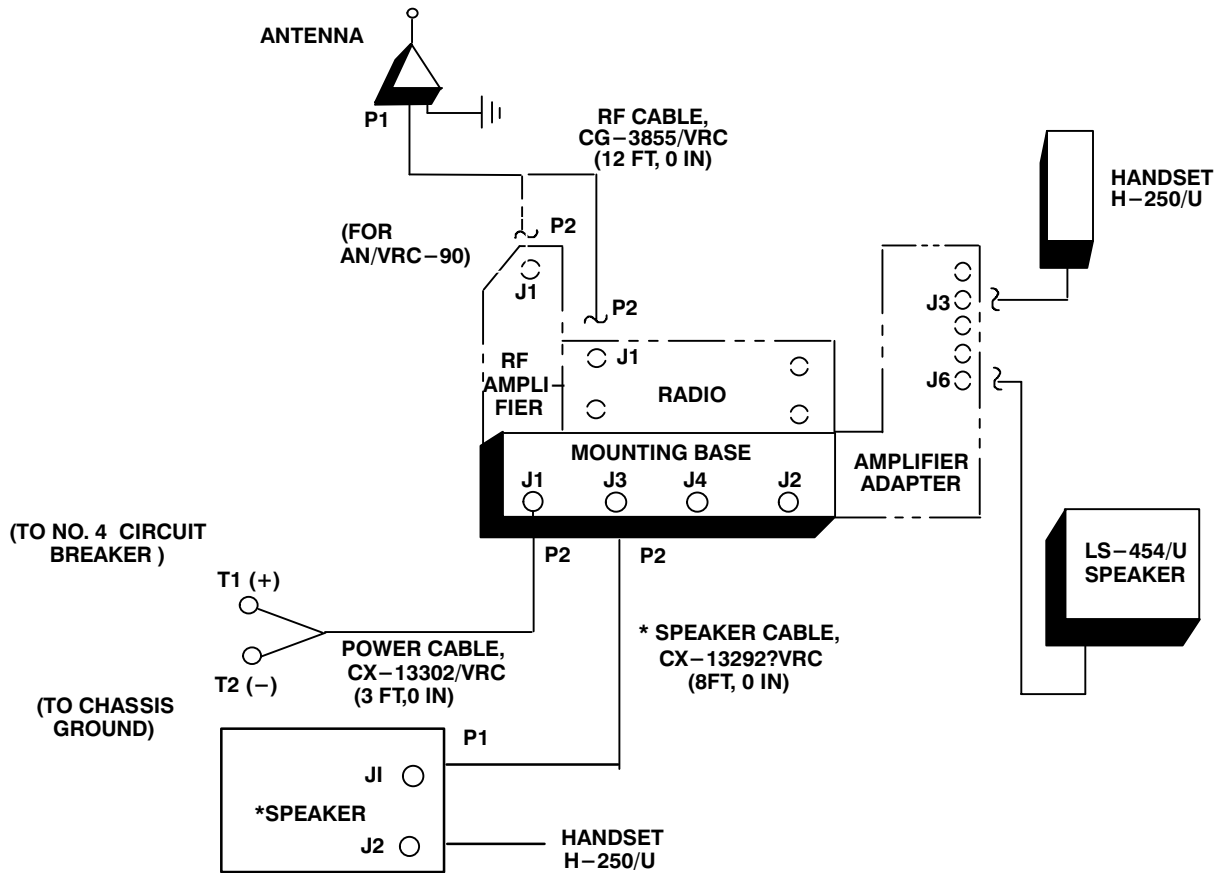 ANTENNA
P1
RF CABLE,
CG-3855/VRC
(12 FT, 0 IN)
HANDSET
H-250/U
(FOR
AN/VRC-90)
P2
J1
P2
J1
J3
J6
RF
AMPLI-
FIER
RADIO
MOUNTING BASE
J1
J3
J4
J2
AMPLIFIER
ADAPTER
(TO NO. 4 CIRCUIT
BREAKER )
T1 (+)
T2 (-)
(TO CHASSIS
GROUND)
P2
P2
LS-454/U
SPEAKER
POWER CABLE,
CX-13302/VRC
(3 FT,0 IN)
* SPEAKER CABLE,
CX-13292?VRC
(8FT, 0 IN)
P1
JI
*SPEAKER
J2
HANDSET
H-250/U